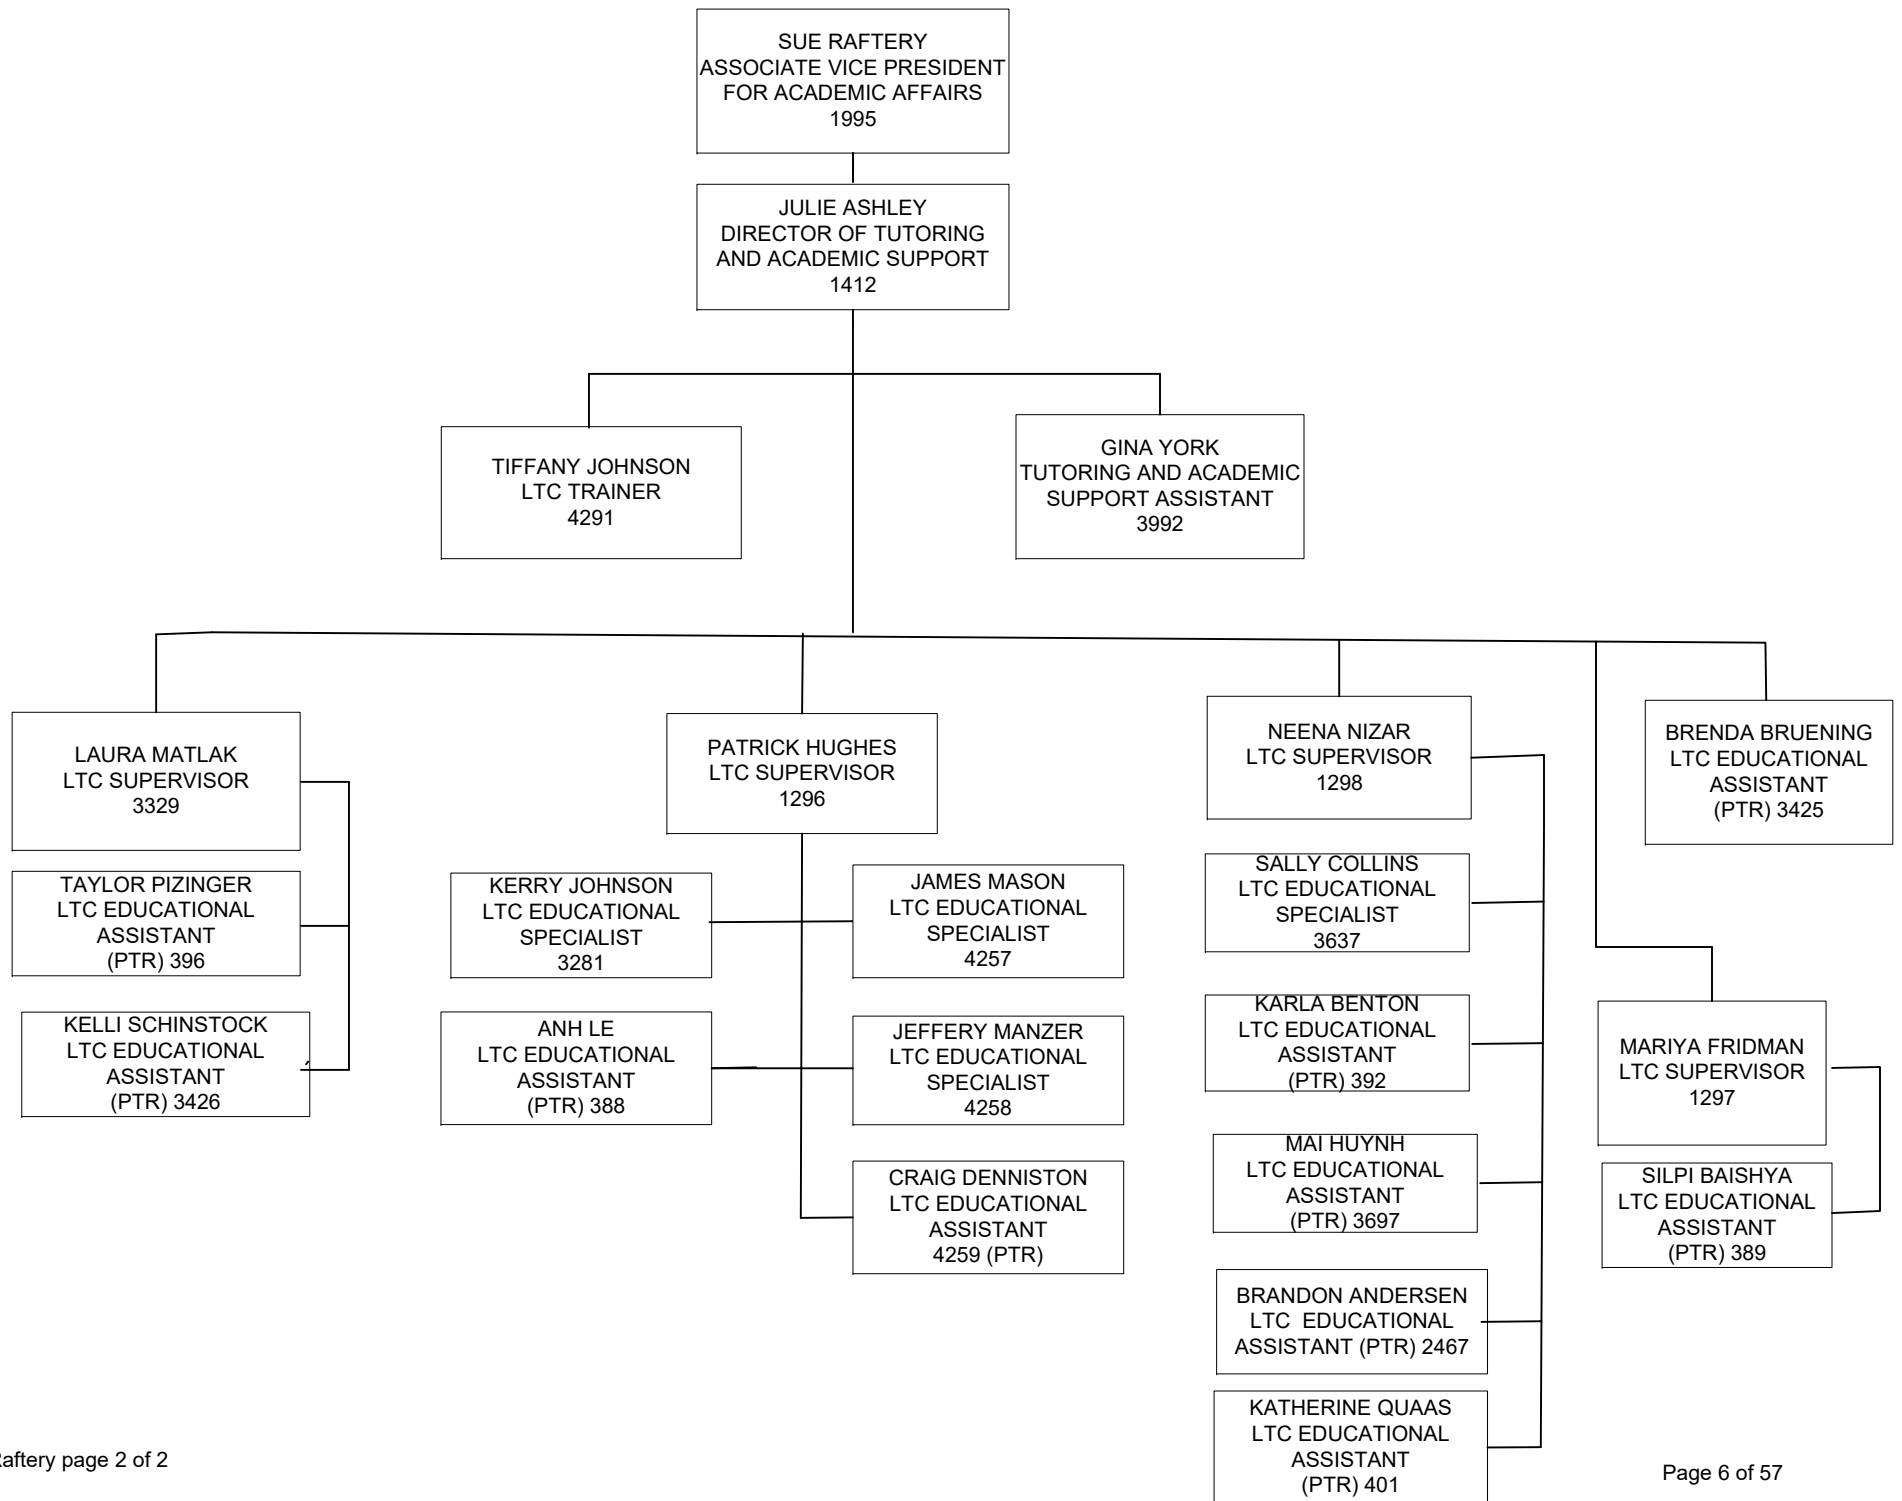 SUE RAFTERY
ASSOCIATE VICE PRESIDENT
FOR ACADEMIC AFFAIRS
1995
JULIE ASHLEY
DIRECTOR OF TUTORING
AND ACADEMIC SUPPORT
1412
TIFFANY JOHNSON
LTC TRAINER
4291
GINA YORK
TUTORING AND ACADEMIC
SUPPORT ASSISTANT
3992
LAURA MATLAK
LTC SUPERVISOR
3329
TAYLOR PIZINGER
LTC EDUCATIONAL
ASSISTANT
(PTR) 396
KELLI SCHINSTOCK
LTC EDUCATIONAL
ASSISTANT
(PTR) 3426
PATRICK HUGHES
LTC SUPERVISOR
1296
KERRY JOHNSON
LTC EDUCATIONAL
SPECIALIST
3281
JAMES MASON
LTC EDUCATIONAL
SPECIALIST
4257
ANH LE
LTC EDUCATIONAL
ASSISTANT
(PTR) 388
JEFFERY MANZER
LTC EDUCATIONAL
SPECIALIST
4258
CRAIG DENNISTON
LTC EDUCATIONAL
ASSISTANT
4259 (PTR)
NEENA NIZAR
LTC SUPERVISOR
1298
SALLY COLLINS
LTC EDUCATIONAL
SPECIALIST
3637
KARLA BENTON
LTC EDUCATIONAL
ASSISTANT
(PTR) 392
MAI HUYNH
LTC EDUCATIONAL
ASSISTANT
(PTR) 3697
BRANDON ANDERSEN
LTC EDUCATIONAL
ASSISTANT (PTR) 2467
KATHERINE QUAAS
LTC EDUCATIONAL
ASSISTANT
(PTR) 401
BRENDA BRUENING
LTC EDUCATIONAL
ASSISTANT
(PTR) 3425
MARIYA FRIDMAN
LTC SUPERVISOR
1297
SILPI BAISHYA
LTC EDUCATIONAL
ASSISTANT
(PTR) 389
aftery page 2 of 2
Page 6 of 57